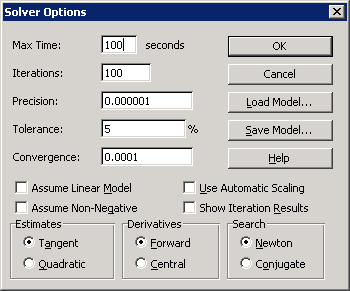 Solver Options
Max Time: 100 seconds OK
Iterations: 100 Cancel
Precision: 0.000001 Load Model...
Tolerance: 5 % Save Model...
Convergence: 0.0001 Help
Assume Linear Model Use Automatic Scaling
Assume Non-Negative Show Iteration Results
Estimates Derivatives Search
Tangent Forward Newton
Quadratic Central Conjugate